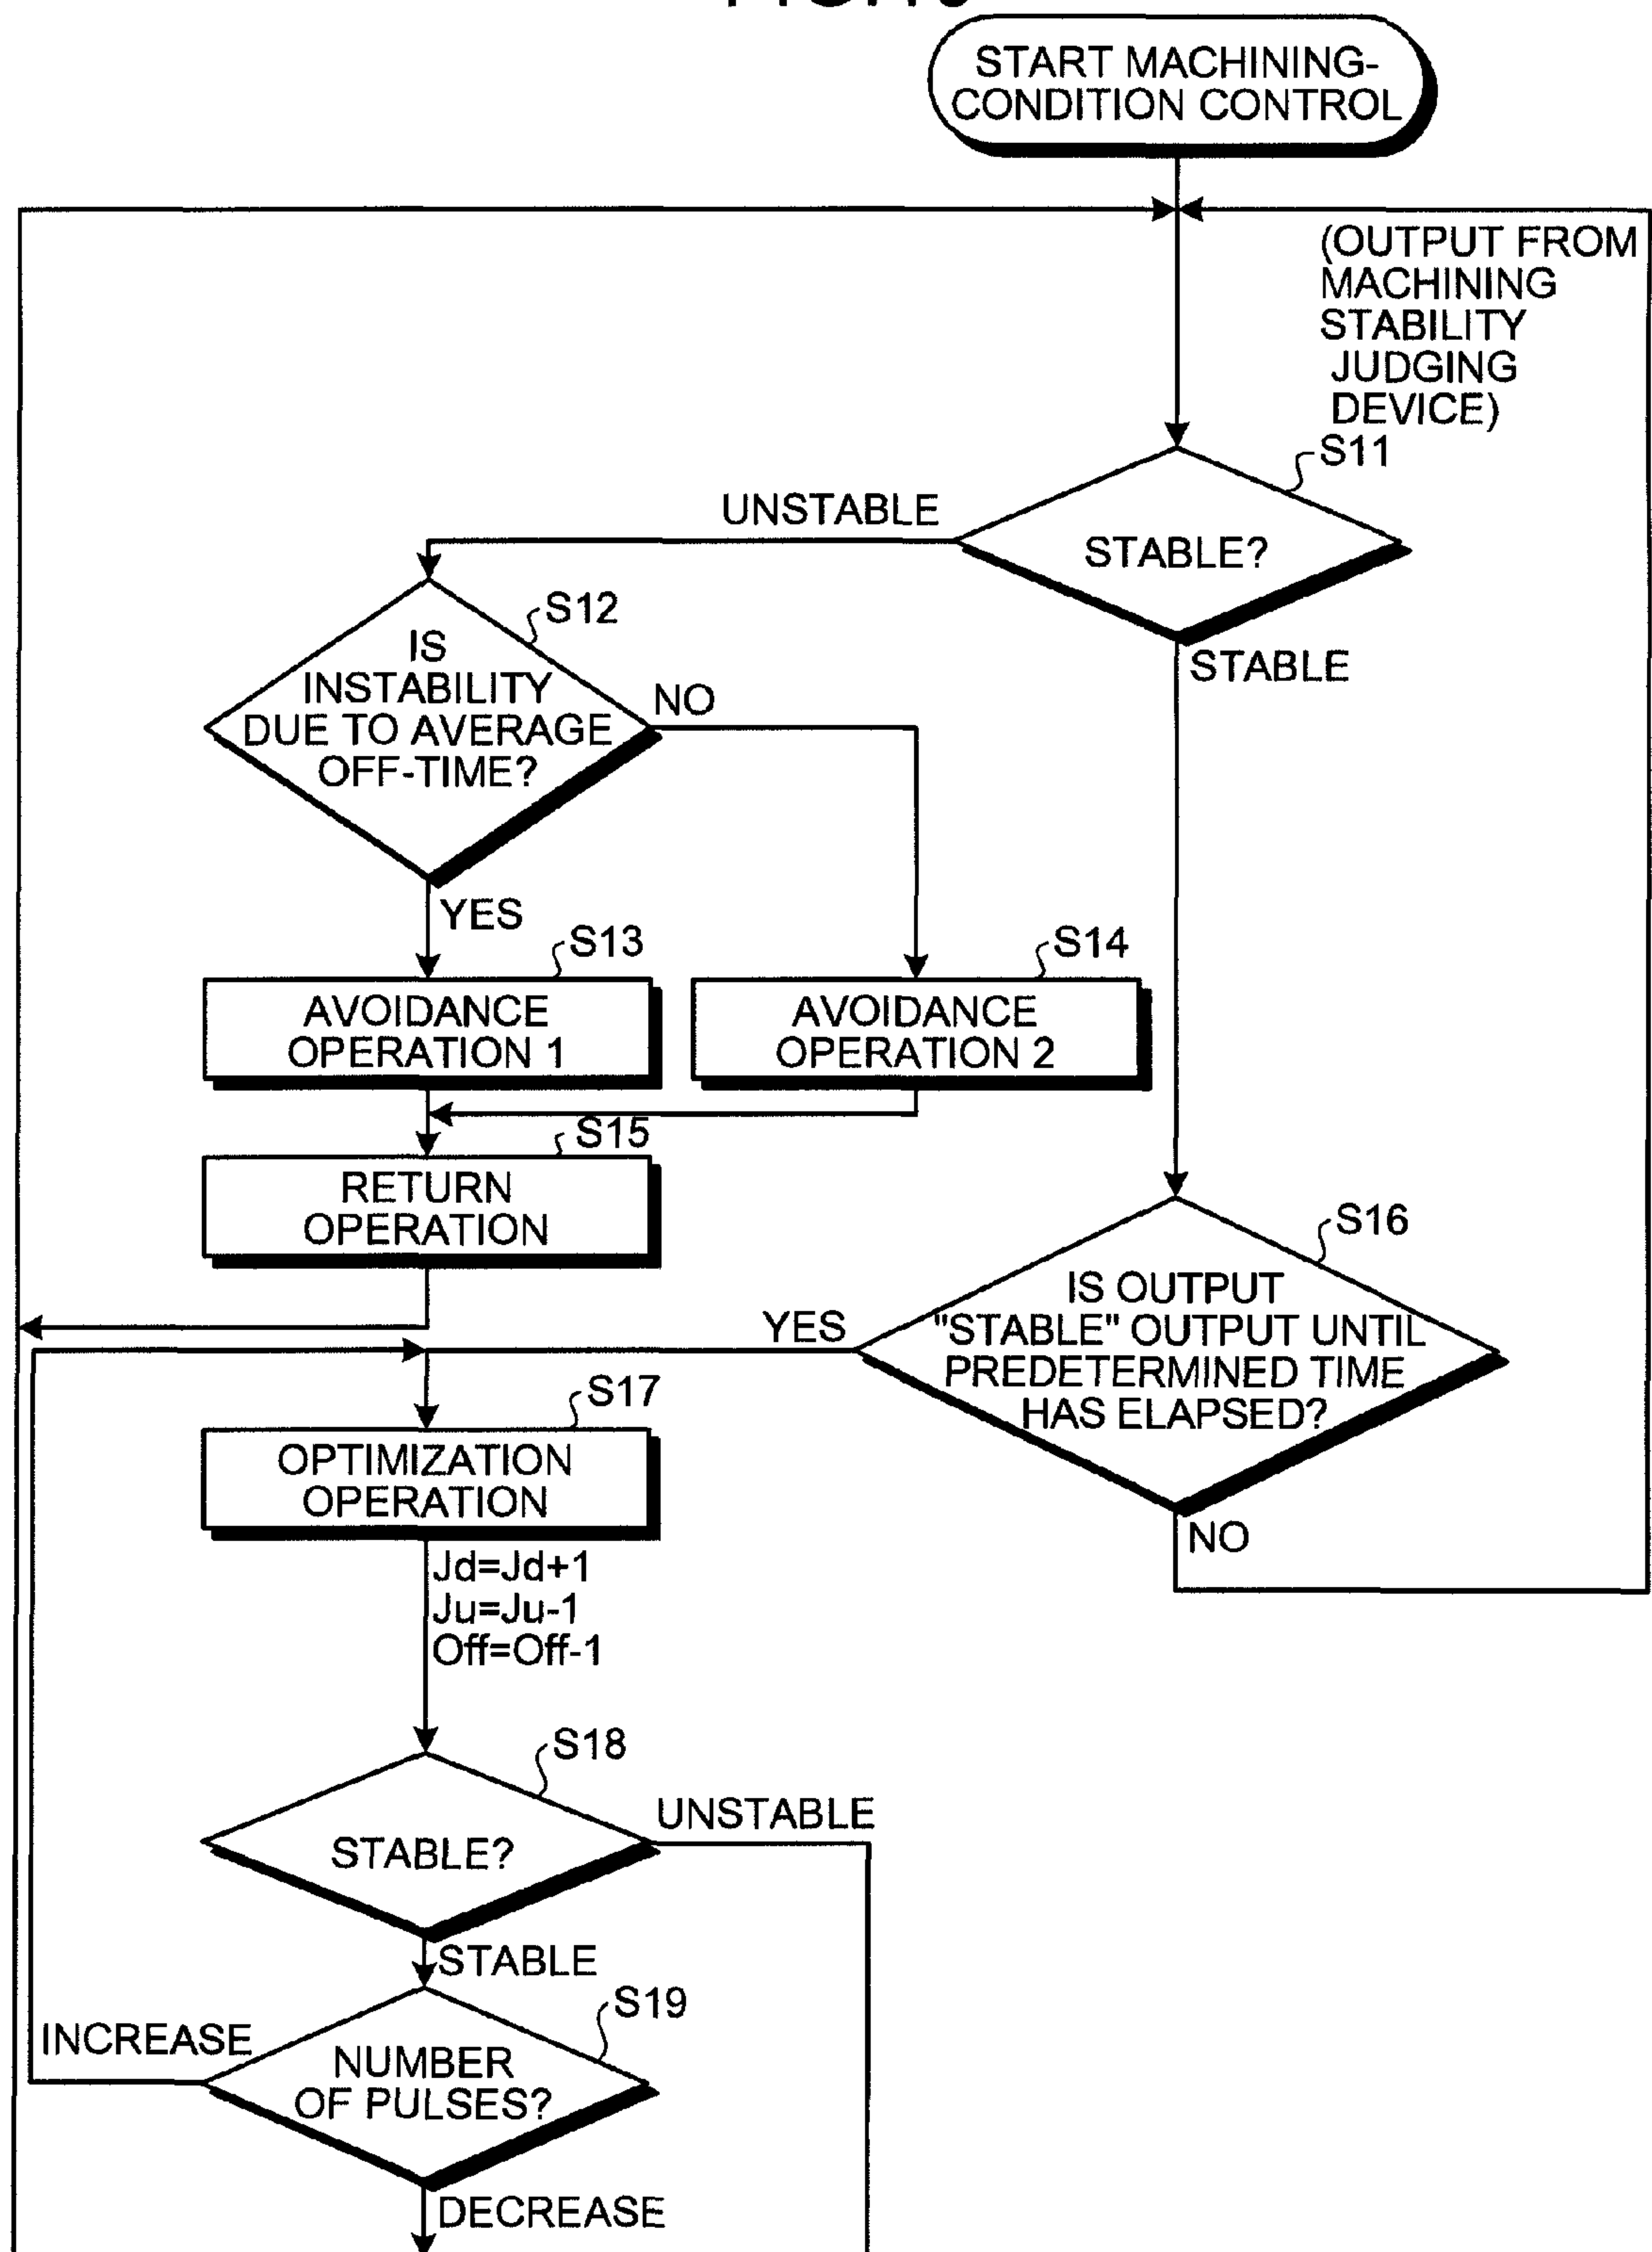 START MACHINING-
CONDITION CONTROL
(OUTPUT FROM
MACHINING
STABILITY
JUDGING
DEVICE)
S11
UNSTABLE
STABLE?
S12
STABLE
IS
INSTABILITY
DUE TO AVERAGE
OFF-TIME?
NO
YES
S13
S14
AVOIDANCE
OPERATION 1
AVOIDANCE
OPERATION 2
S15
RETURN
OPERATION
S16
IS OUTPUT
"STABLE" OUTPUT UNTIL
PREDETERMINED TIME
HAS ELAPSED?
YES
NO
S17
OPTIMIZATION
OPERATION
Jd=Jd+1
Ju=Ju-1
Off=Off-1
S18
UNSTABLE
STABLE?
STABLE
S19
INCREASE
NUMBER
OF PULSES?
DECREASE